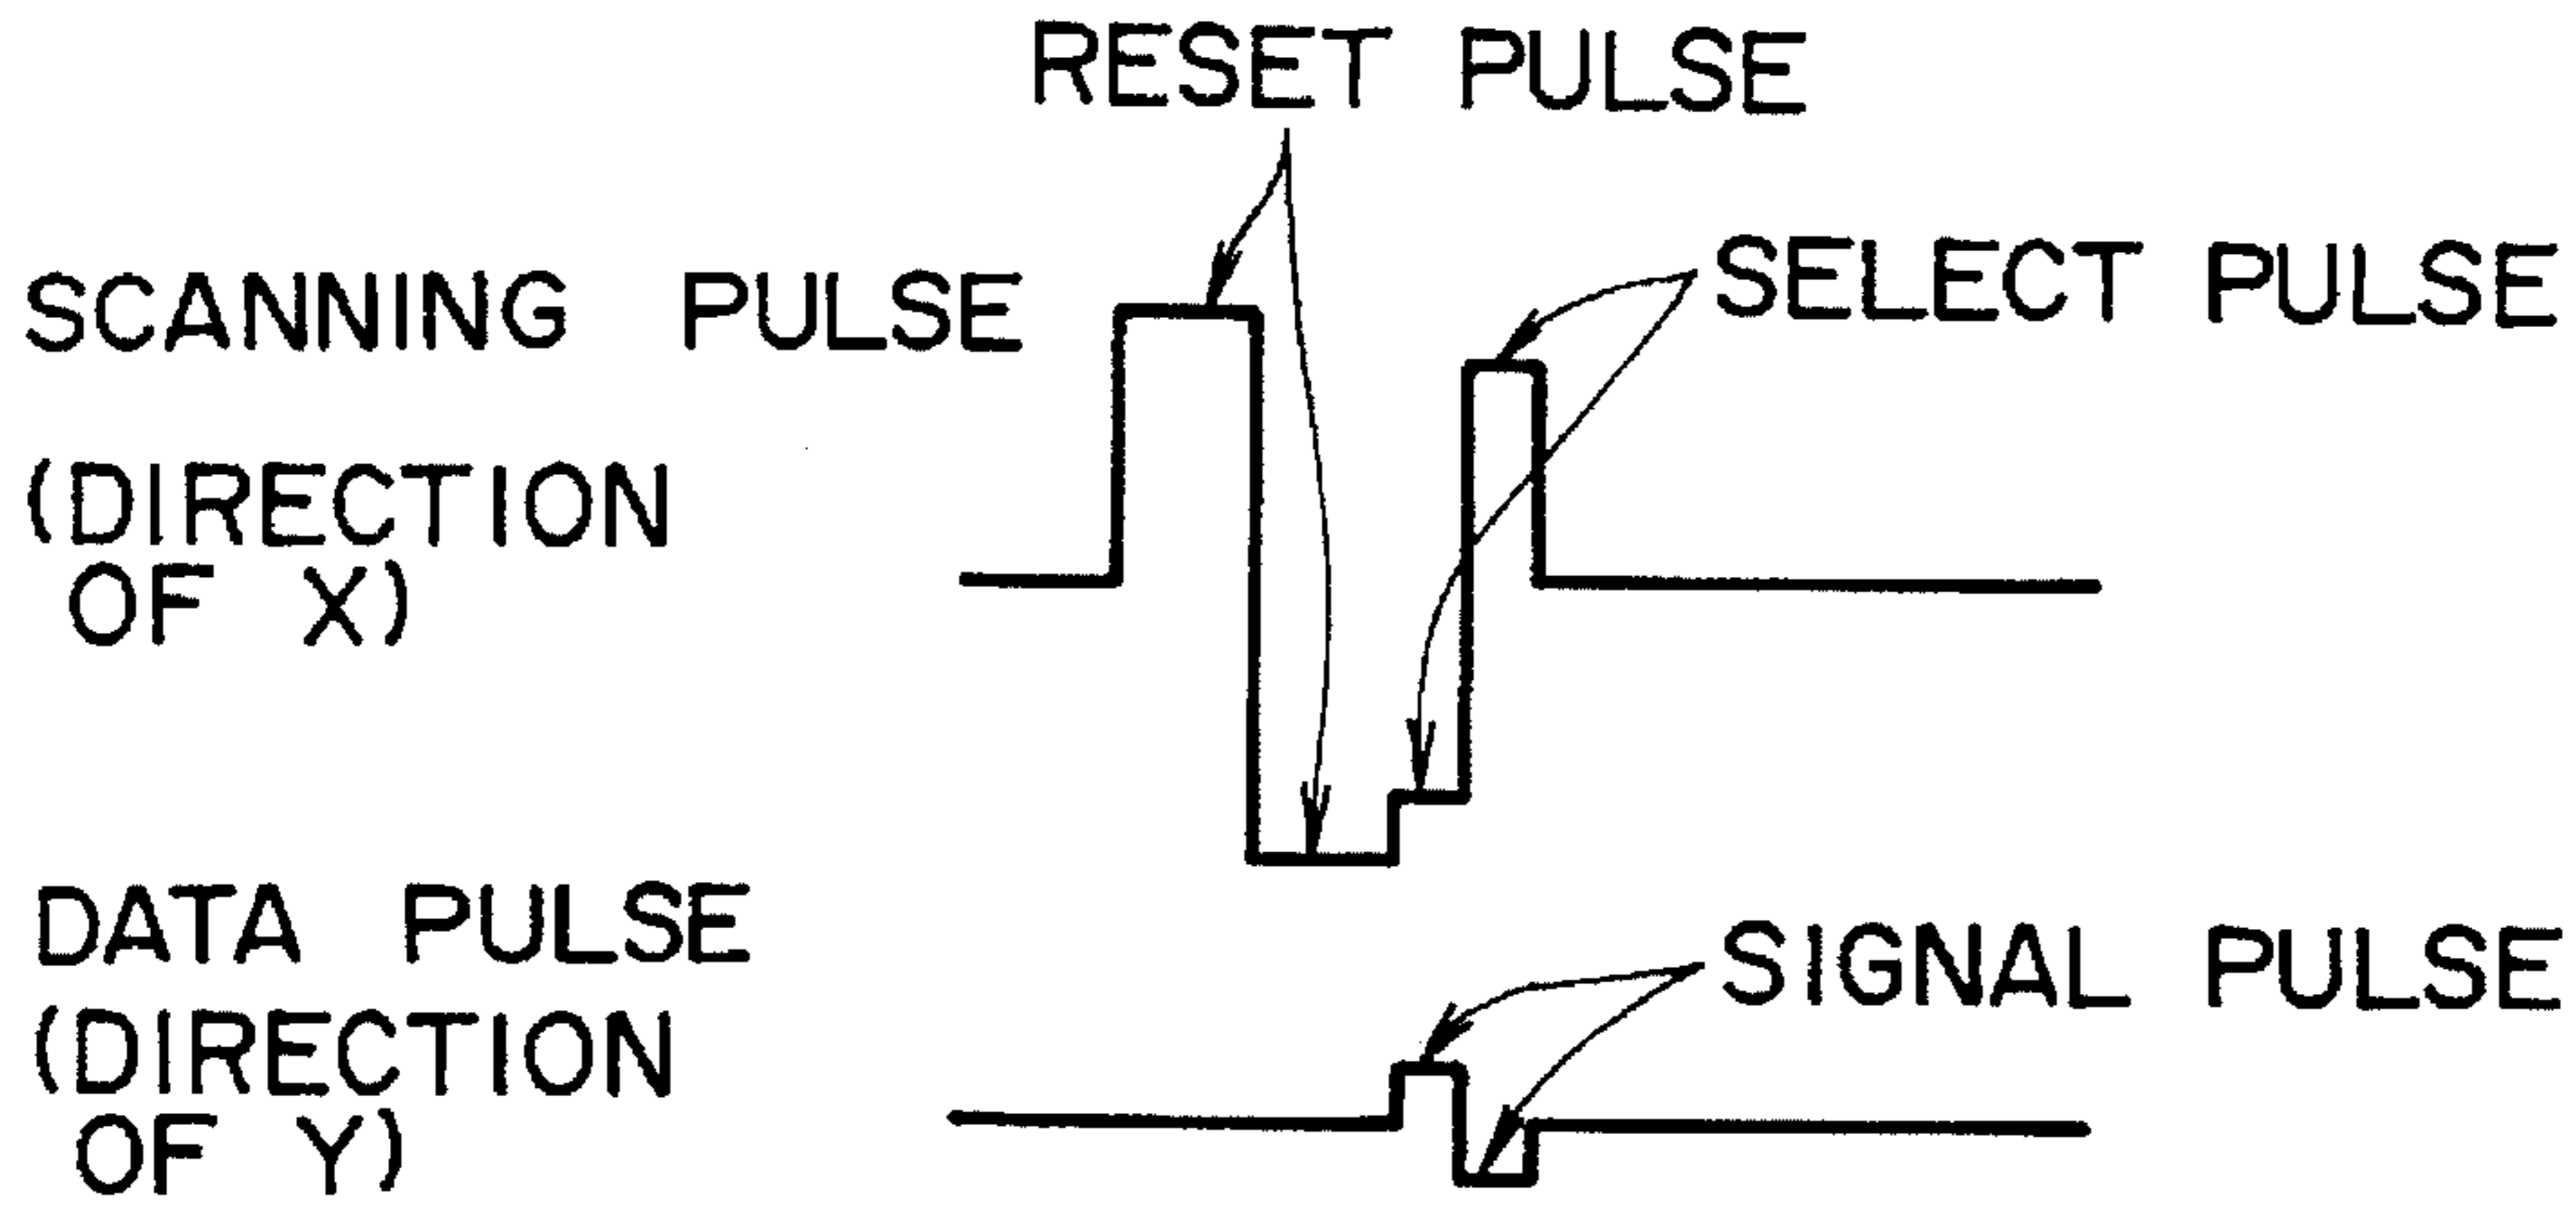 RESET PULSE
SCANNING PULSE
SELECT PULSE
(DIRECTION
OF X)
DATA PULSE
SIGNAL PULSE
(DIRECTION
OF Y)